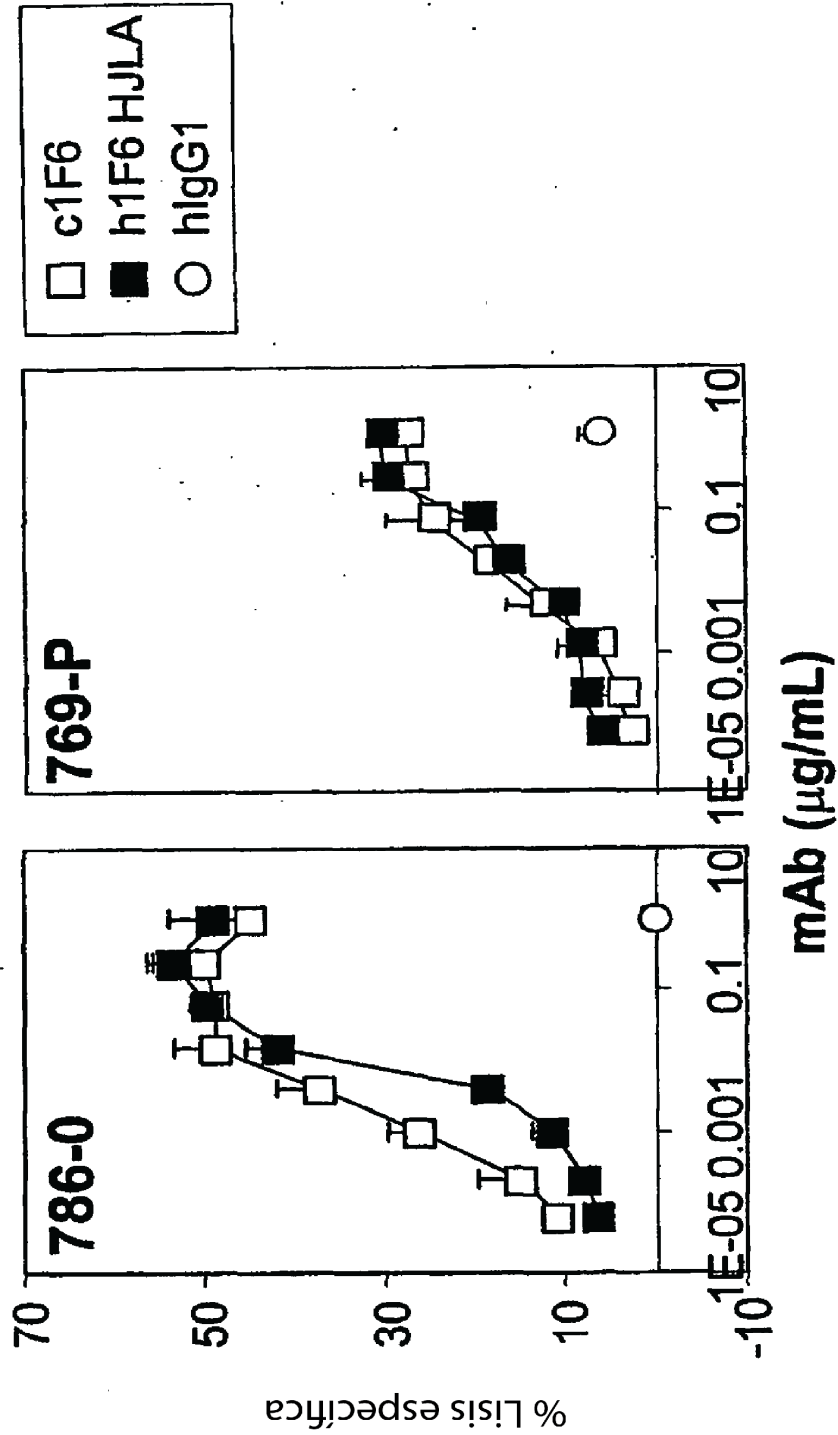 % Lisis específica
70
50
30
10
-10
786-0
1E-05 0.001 0.1 10
769-P
1E-05 0.001 0.1 10
mAb (μg/mL)
c1F6
h1F6 HJLA
hIgG1